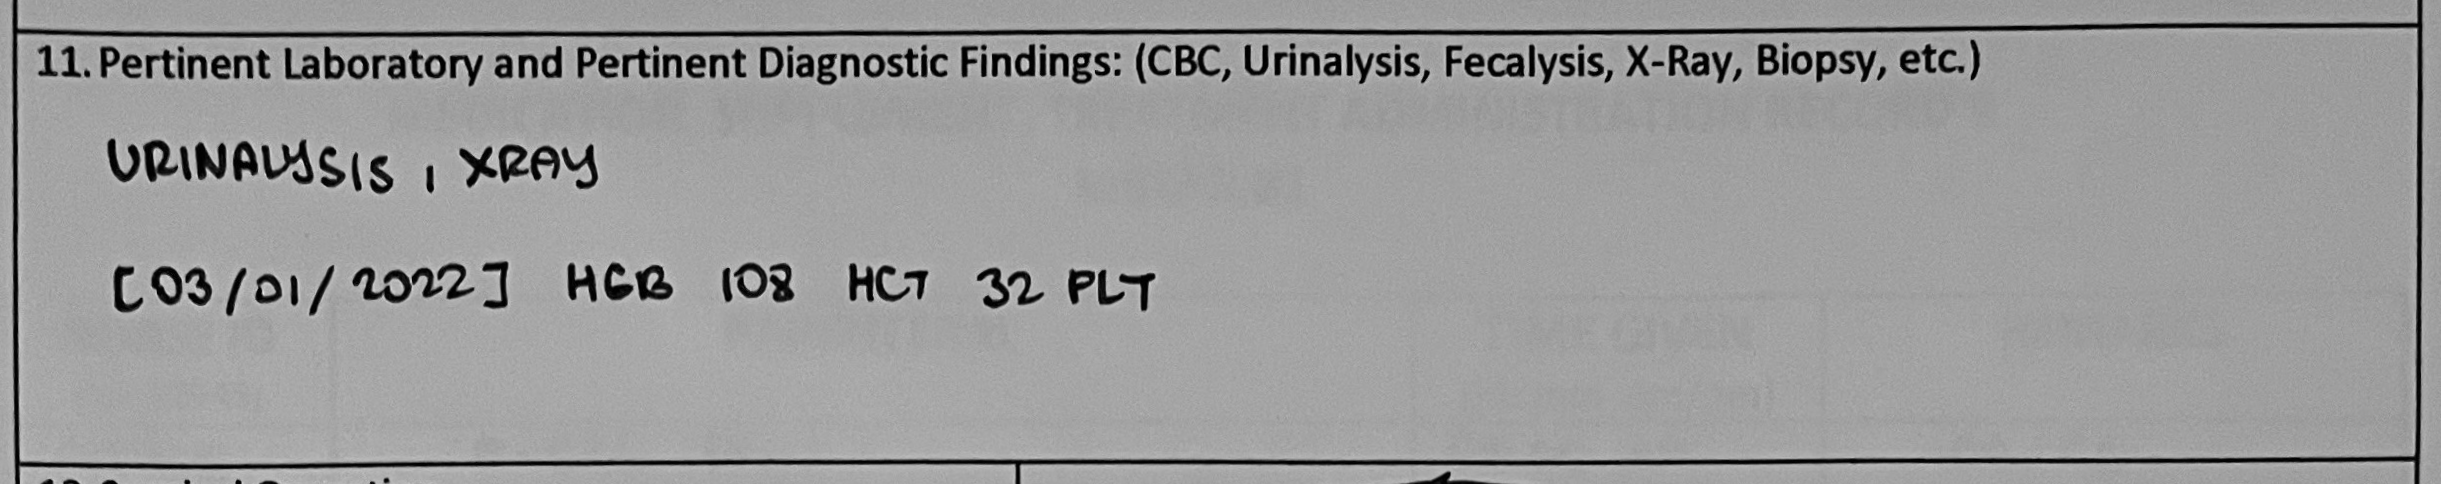 11. Pertinent Laboratory and Pertinent Diagnostic Findings: (CBC, Urinalysis, Fecalysis, X-Ray, Biopsy, etc.)
URINALYSIS, XRAY
[03/01/2022] HGB 108 HCT 32 PLT